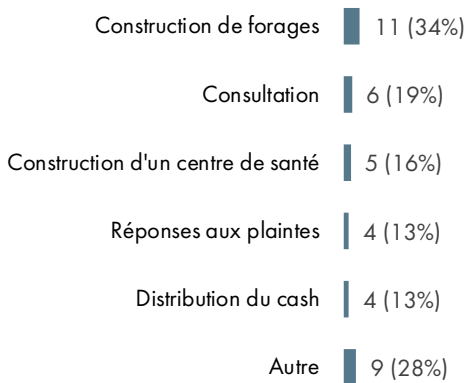 Construction de forages 11 (34%)
Consultation 6 (19%)
Construction d'un centre de santé 5 (16%)
Réponses aux plaintes 4 (13%)
Distribution du cash 4 (13%)
Autre 9 (28%)